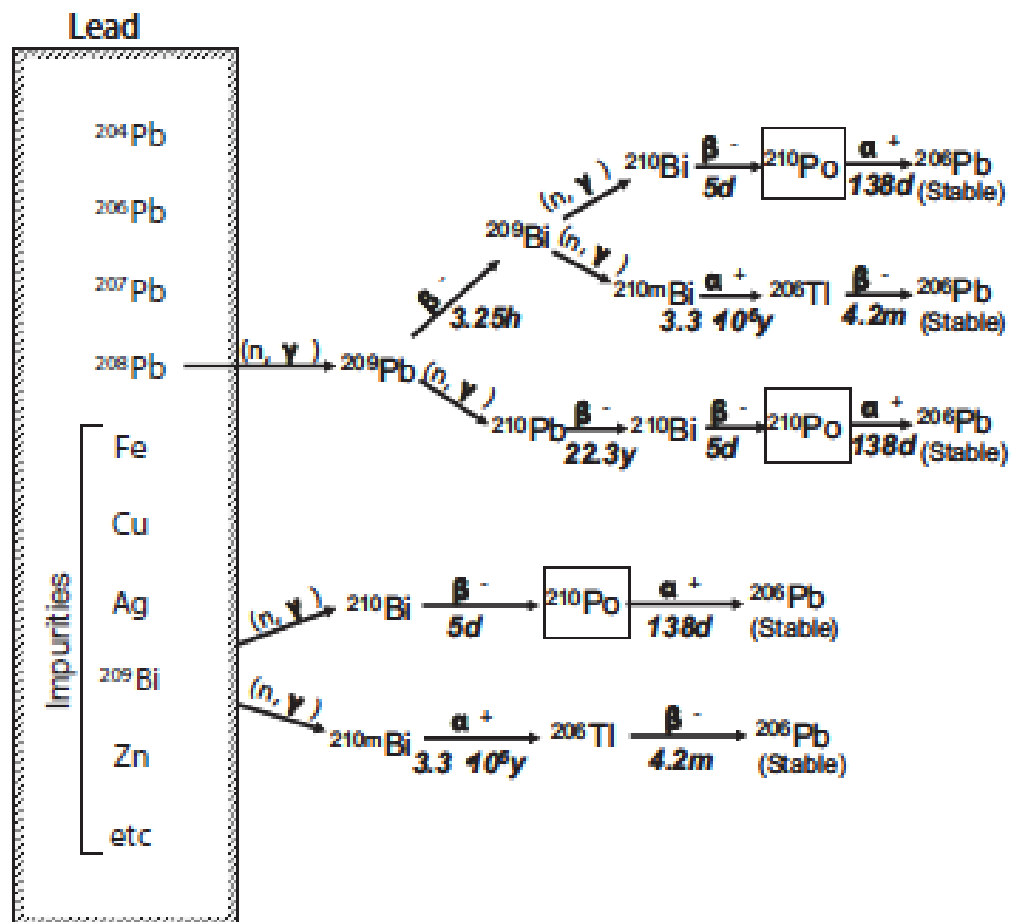 Lead
²⁰⁴Pb
²⁰⁶Pb
²⁰⁷Pb
²⁰⁸Pb
Impurities
Fe
Cu
Ag
²⁰⁹Bi
Zn
etc
(n, γ) ²⁰⁹Pb
β - 3.25h
²⁰⁹Bi
(n, γ) ²¹⁰Bi β - 5d ²¹⁰Po α + 138d ²⁰⁶Pb (Stable)
(n, γ) ²¹⁰ᵐBi α + 3.3 10⁶y ²⁰⁶Tl β - 4.2m ²⁰⁶Pb (Stable)
(n, γ) ²¹⁰Pb β - 22.3y ²¹⁰Bi β - 5d ²¹⁰Po α + 138d ²⁰⁶Pb (Stable)
(n, γ) ²¹⁰Bi β - 5d ²¹⁰Po α + 138d ²⁰⁶Pb (Stable)
(n, γ) ²¹⁰ᵐBi α + 3.3 10⁶y ²⁰⁶Tl β - 4.2m ²⁰⁶Pb (Stable)